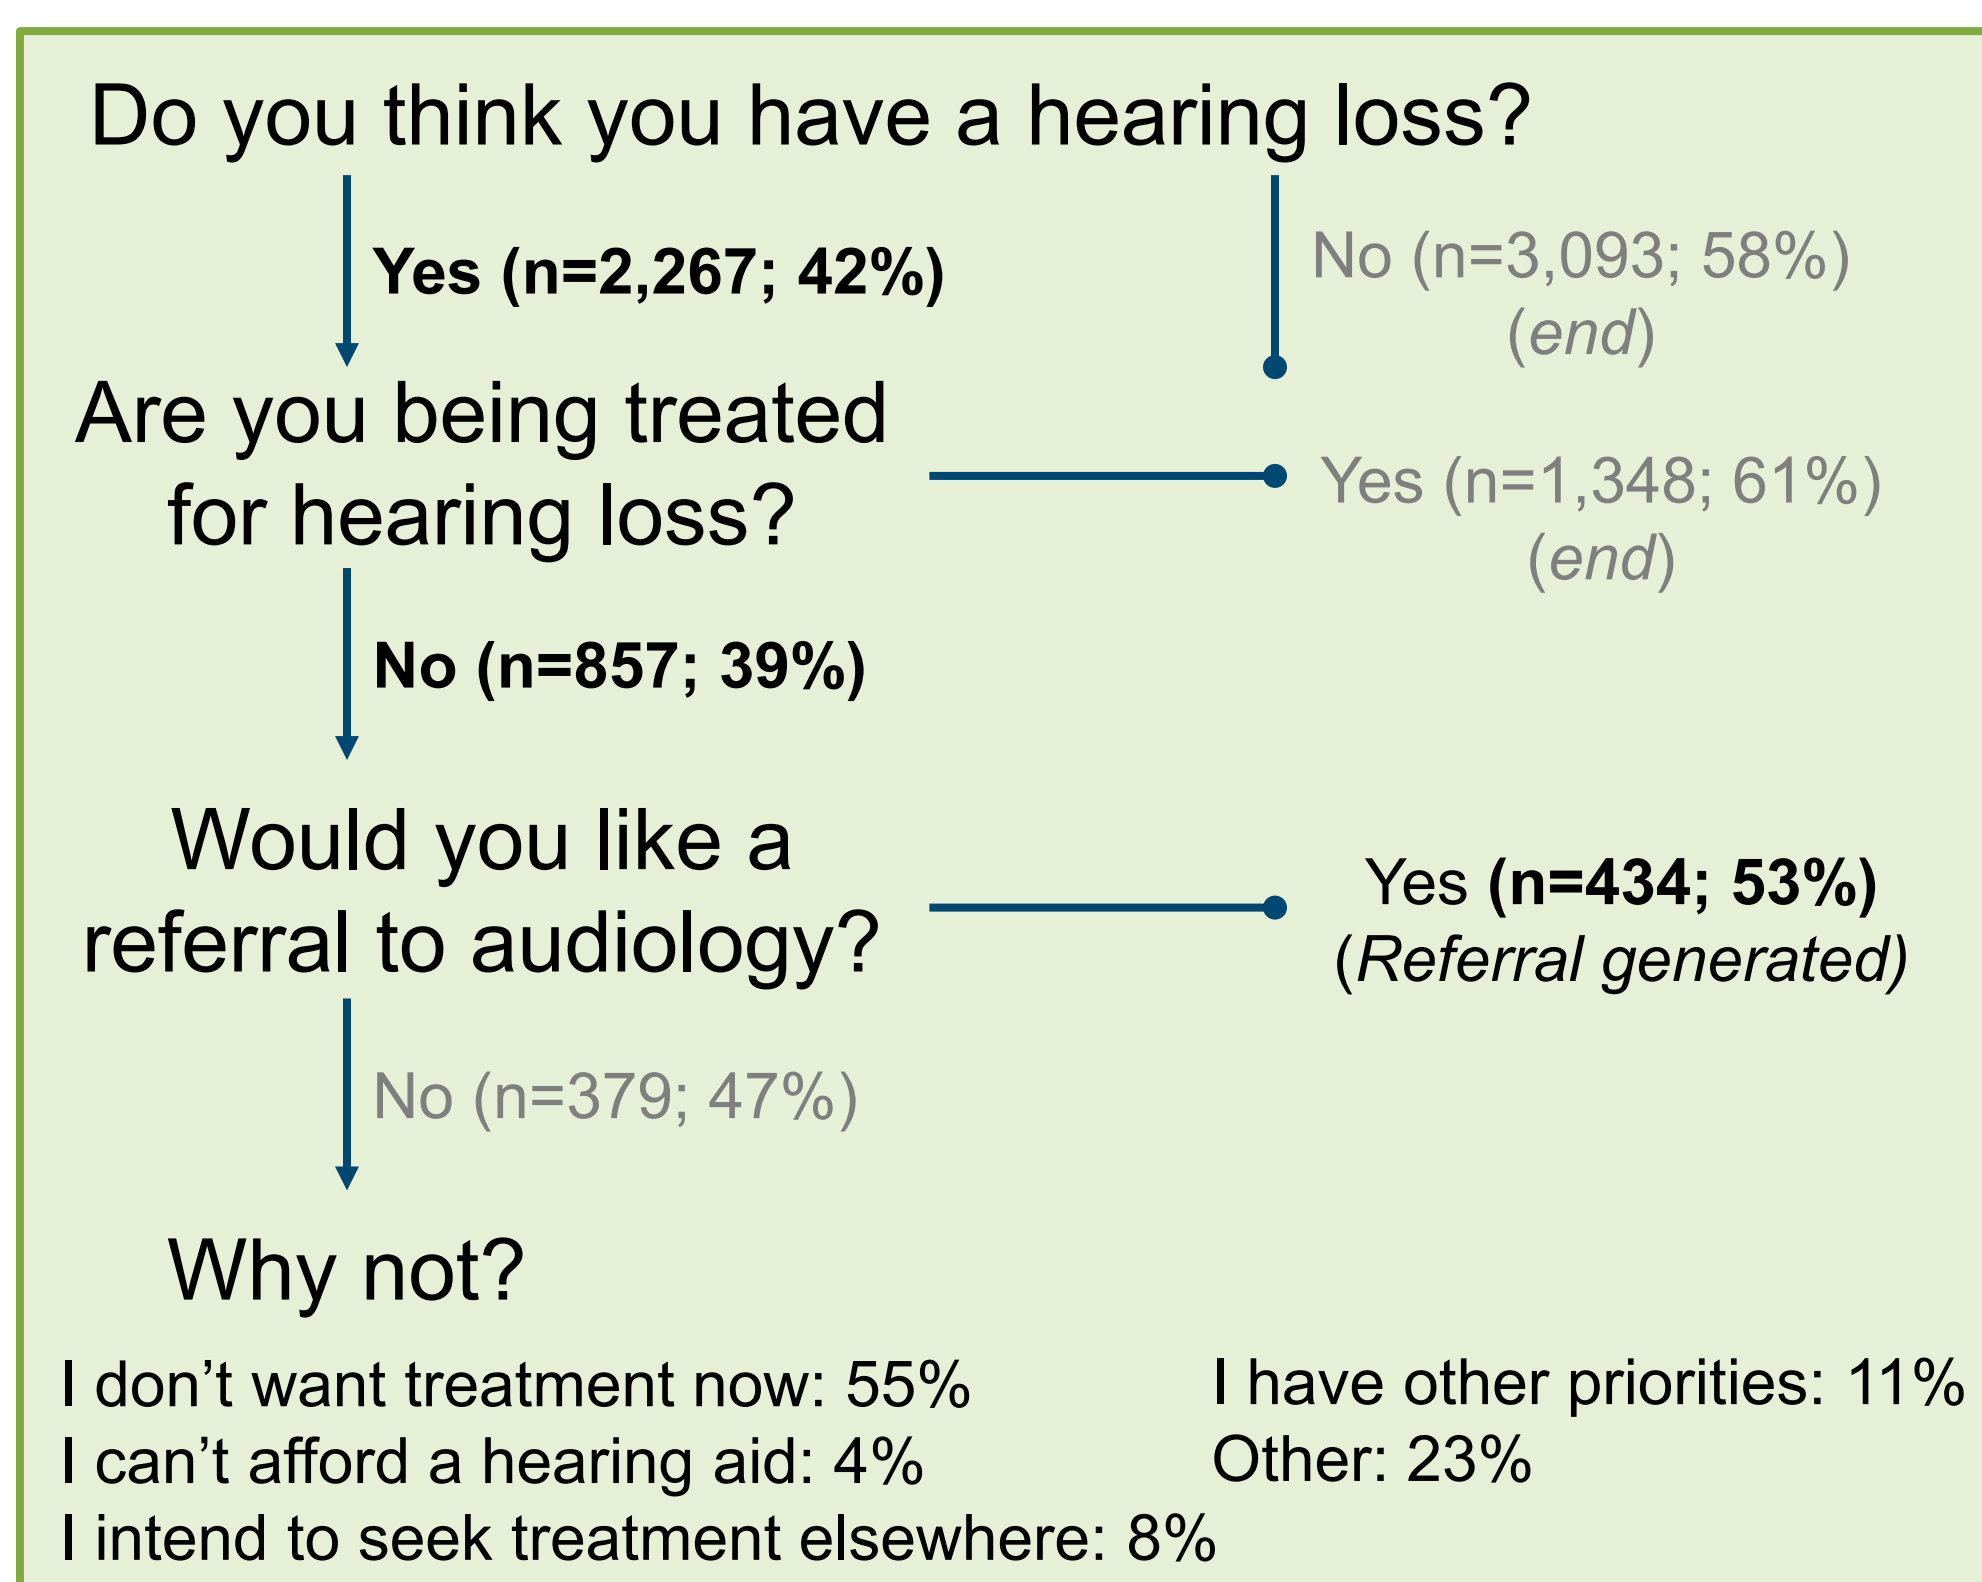 Do you think you have a hearing loss?
Yes (n=2,267; 42%)
No (n=3,093; 58%)
(end)
Are you being treated
for hearing loss?
Yes (n=1,348; 61%)
(end)
No (n=857; 39%)
Would you like a
referral to audiology?
Yes (n=434; 53%)
(Referral generated)
No (n=379; 47%)
Why not?
I don’t want treatment now: 55%
I can’t afford a hearing aid: 4%
I intend to seek treatment elsewhere: 8%
I have other priorities: 11%
Other: 23%